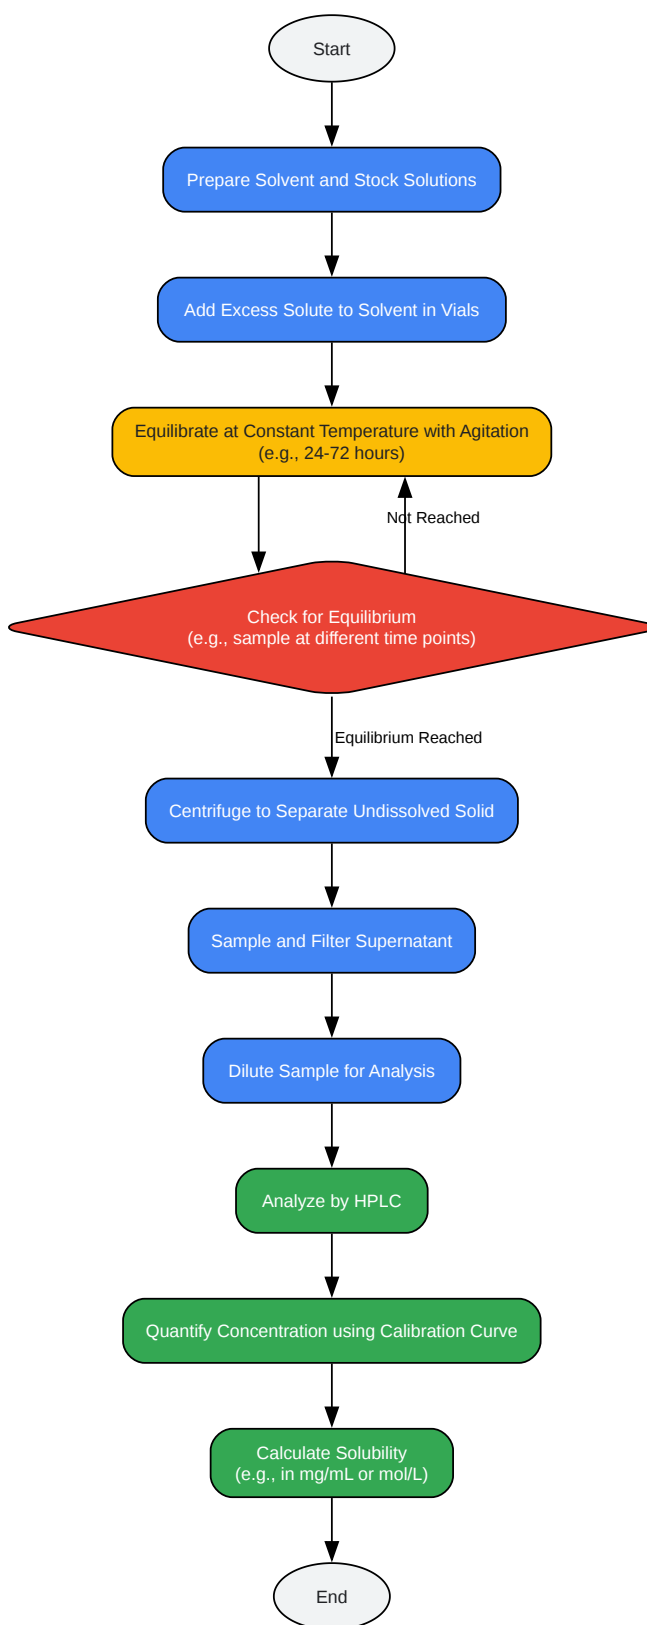 Start
Prepare Solvent and Stock Solutions
Add Excess Solute to Solvent in Vials
Equilibrate at Constant Temperature with Agitation
(e.g., 24-72 hours)
Not Reached
Check for Equilibrium
(e.g., sample at different time points)
Equilibrium Reached
Centrifuge to Separate Undissolved Solid
Sample and Filter Supernatant
Dilute Sample for Analysis
Analyze by HPLC
Quantify Concentration using Calibration Curve
Calculate Solubility
(e.g., in mg/mL or mol/L)
End